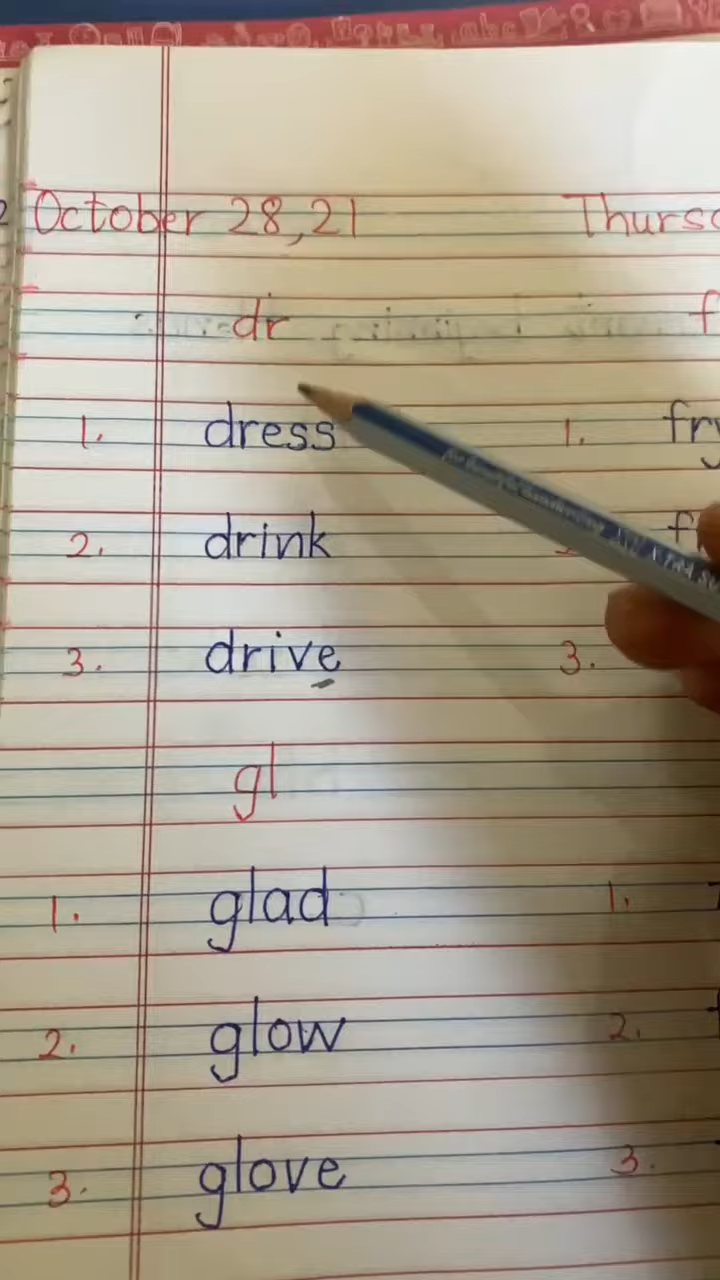 October 28, 21 Thurs
dr f
1. dress 1. fry
2. drink f
3. drive 3.
gl
1. glad 1.
2. glow 2.
3. glove 3.